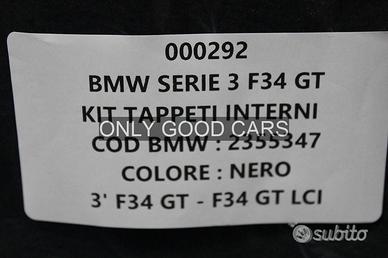 000292
BMW SERIE 3 F34 GT
KIT TAPPETI INTERNI
ONLY GOOD CARS
COD BMW : 2355347
COLORE : NERO
3' F34 GT - F34 GT LCI
subito